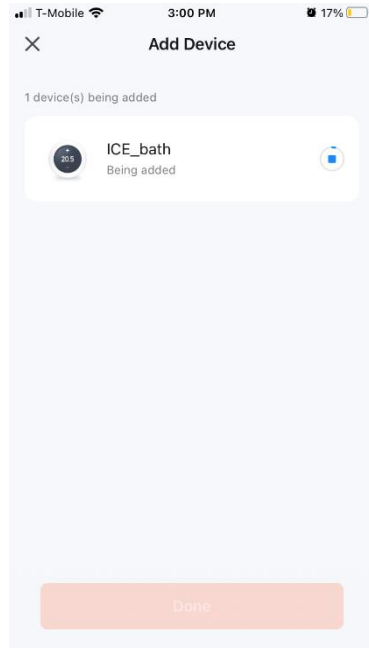 T-Mobile 3:00 PM 17%
Add Device
1 device(s) being added
20.5
ICE_bath
Being added
Done